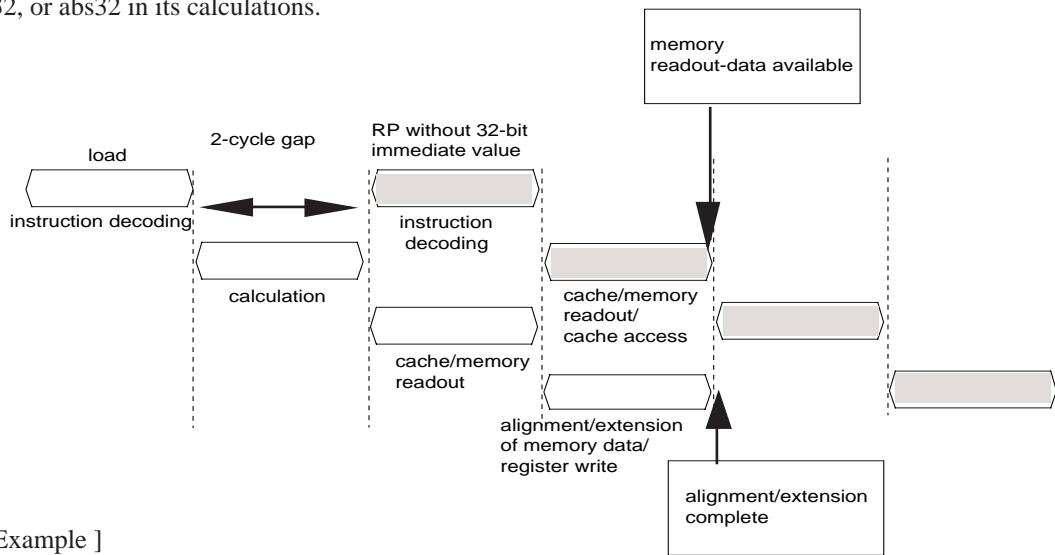 32, or abs32 in its calculations.
memory
readout-data available
2-cycle gap
RP without 32-bit
immediate value
load
instruction decoding
instruction
decoding
calculation
cache/memory
readout/
cache access
cache/memory
readout
alignment/extension
of memory data/
register write
alignment/extension
complete
Example ]